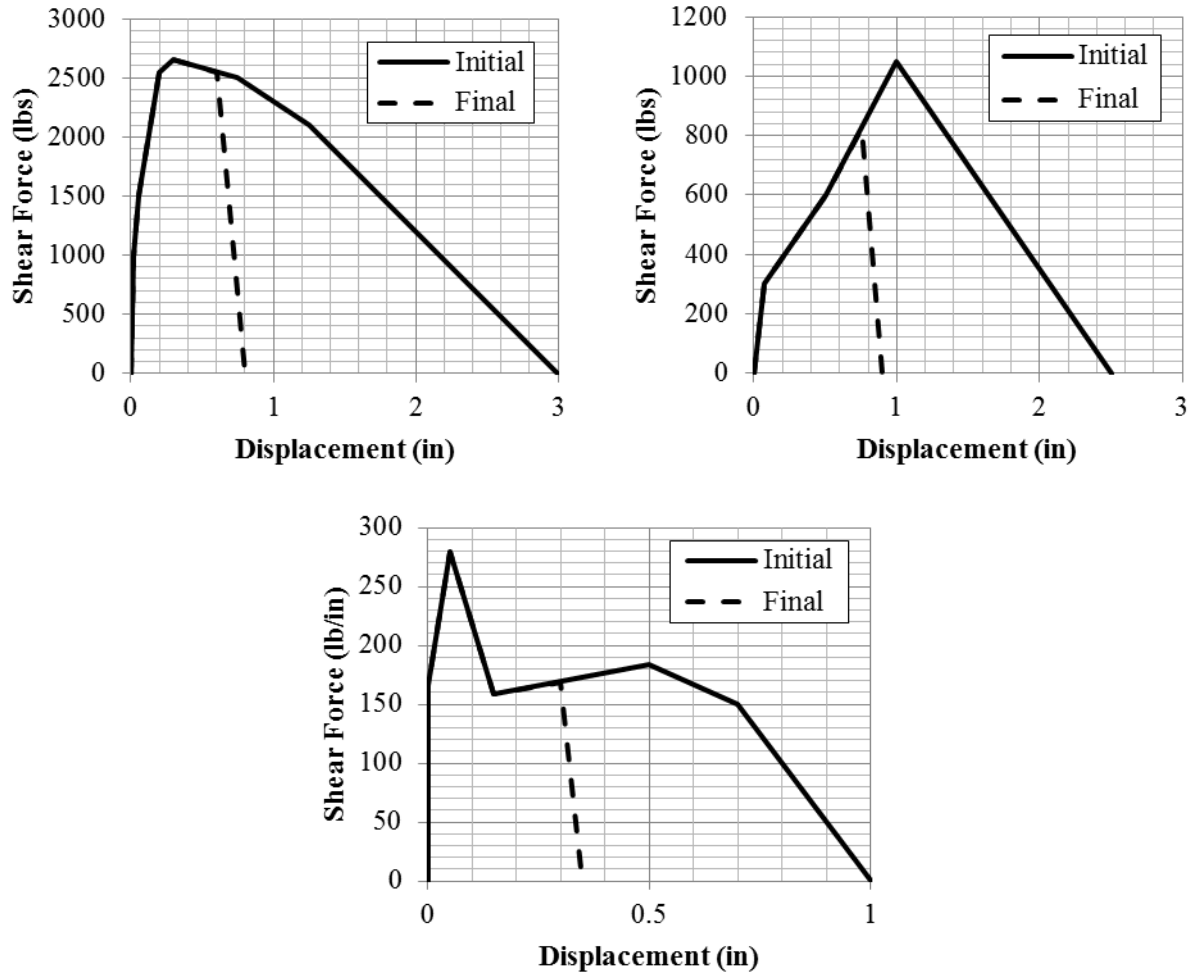 Shear Force (lbs)
3000
2500
2000
1500
1000
500
0
0 1 2 3
Displacement (in)
Initial
Final
Shear Force (lbs)
1200
1000
800
600
400
200
0
0 1 2 3
Displacement (in)
Initial
Final
Shear Force (lb/in)
300
250
200
150
100
50
0
0 0.5 1
Displacement (in)
Initial
Final